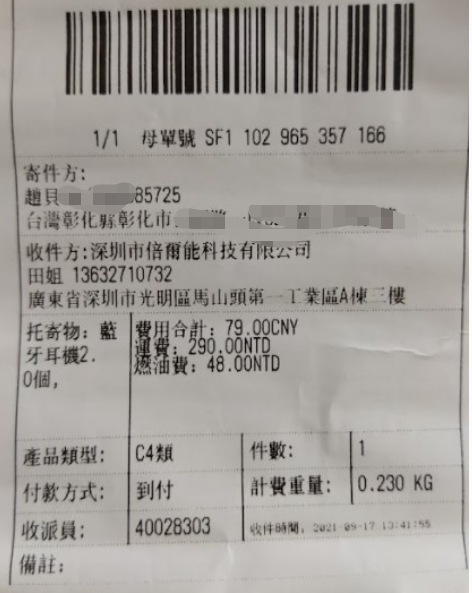 1/1 母單號 SF1 102 965 357 166
寄件方:
趙貝 85725
台灣彰化縣彰化市
收件方:深圳市倍爾能科技有限公司
田姐 13632710732
廣東省深圳市光明區馬山頭第一工業區A棟三樓
托寄物: 藍
牙耳機2.
0個,
費用合計: 79.00CNY
運費: 290.00NTD
燃油費: 48.00NTD
產品類型: C4類 件數: 1
付款方式: 到付 計費重量: 0.230 KG
收派員: 40028303 收件時間: 2021-09-17 13:41:55
備註: